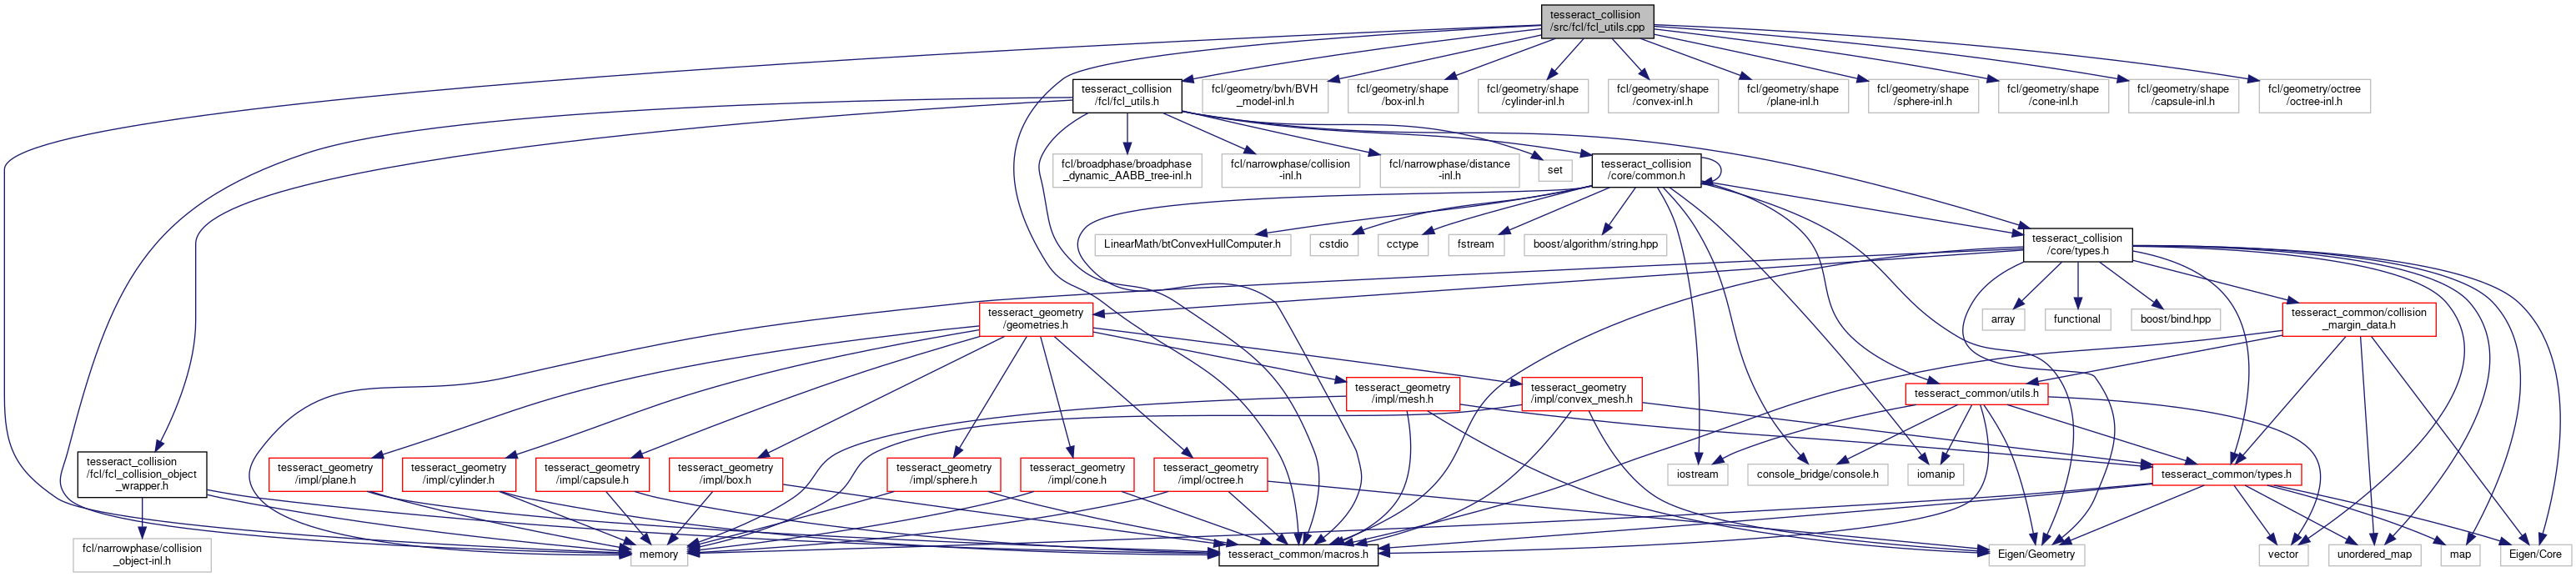 tesseract_collision
/src/fcl/fcl_utils.cpp
tesseract_collision
/fcl/fcl_utils.h
fcl/geometry/bvh/BVH
_model-inl.h
fcl/geometry/shape
/box-inl.h
fcl/geometry/shape
/cylinder-inl.h
fcl/geometry/shape
/convex-inl.h
fcl/geometry/shape
/plane-inl.h
fcl/geometry/shape
/sphere-inl.h
fcl/geometry/shape
/cone-inl.h
fcl/geometry/shape
/capsule-inl.h
fcl/geometry/octree
/octree-inl.h
fcl/broadphase/broadphase
_dynamic_AABB_tree-inl.h
fcl/narrowphase/collision
-inl.h
fcl/narrowphase/distance
-inl.h
set
tesseract_collision
/core/common.h
LinearMath/btConvexHullComputer.h
cstdio
cctype
fstream
boost/algorithm/string.hpp
tesseract_collision
/core/types.h
tesseract_geometry
/geometries.h
array
functional
boost/bind.hpp
tesseract_common/collision
_margin_data.h
tesseract_geometry
/impl/mesh.h
tesseract_geometry
/impl/convex_mesh.h
tesseract_common/utils.h
tesseract_collision
/fcl/fcl_collision_object
_wrapper.h
tesseract_geometry
/impl/plane.h
tesseract_geometry
/impl/cylinder.h
tesseract_geometry
/impl/capsule.h
tesseract_geometry
/impl/box.h
tesseract_geometry
/impl/sphere.h
tesseract_geometry
/impl/cone.h
tesseract_geometry
/impl/octree.h
iostream
console_bridge/console.h
iomanip
tesseract_common/types.h
fcl/narrowphase/collision
_object-inl.h
memory
tesseract_common/macros.h
Eigen/Geometry
vector
unordered_map
map
Eigen/Core